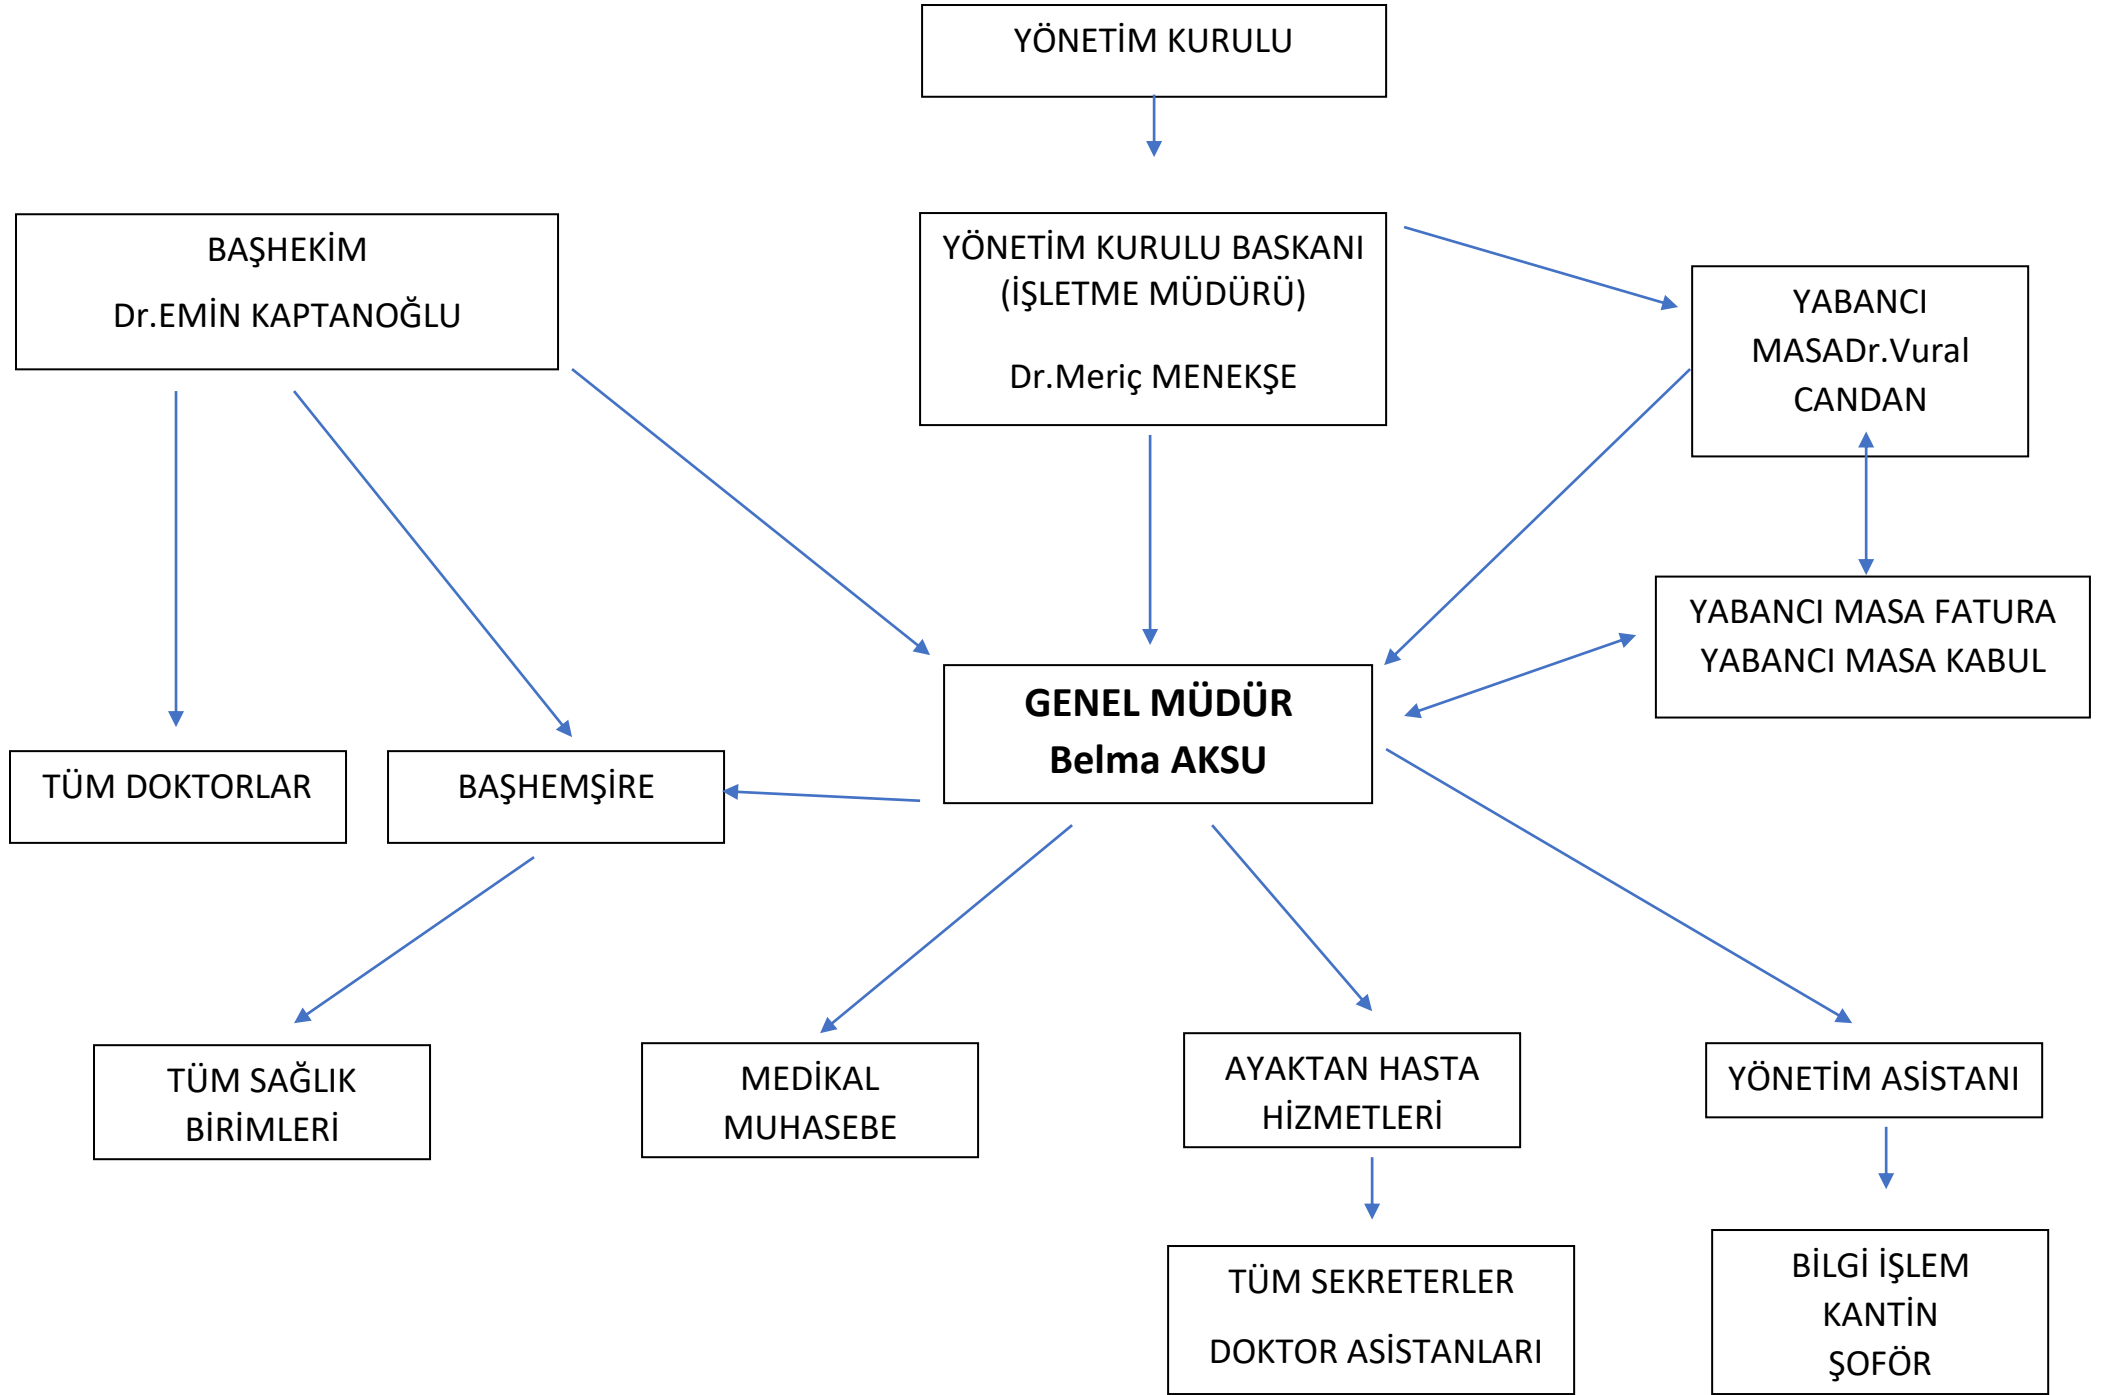 YÖNETİM KURULU
BAŞHEKİM
Dr.EMİN KAPTANOĞLU
YÖNETİM KURULU BASKANI
(İŞLETME MÜDÜRÜ)
Dr.Meriç MENEKŞE
YABANCI
MASADr.Vural
CANDAN
YABANCI MASA FATURA
YABANCI MASA KABUL
GENEL MÜDÜR
Belma AKSU
TÜM DOKTORLAR
BAŞHEMŞİRE
TÜM SAĞLIK
BİRİMLERİ
MEDİKAL
MUHASEBE
AYAKTAN HASTA
HİZMETLERİ
YÖNETİM ASİSTANI
TÜM SEKRETERLER
DOKTOR ASİSTANLARI
BİLGİ İŞLEM
KANTİN
ŞOFÖR